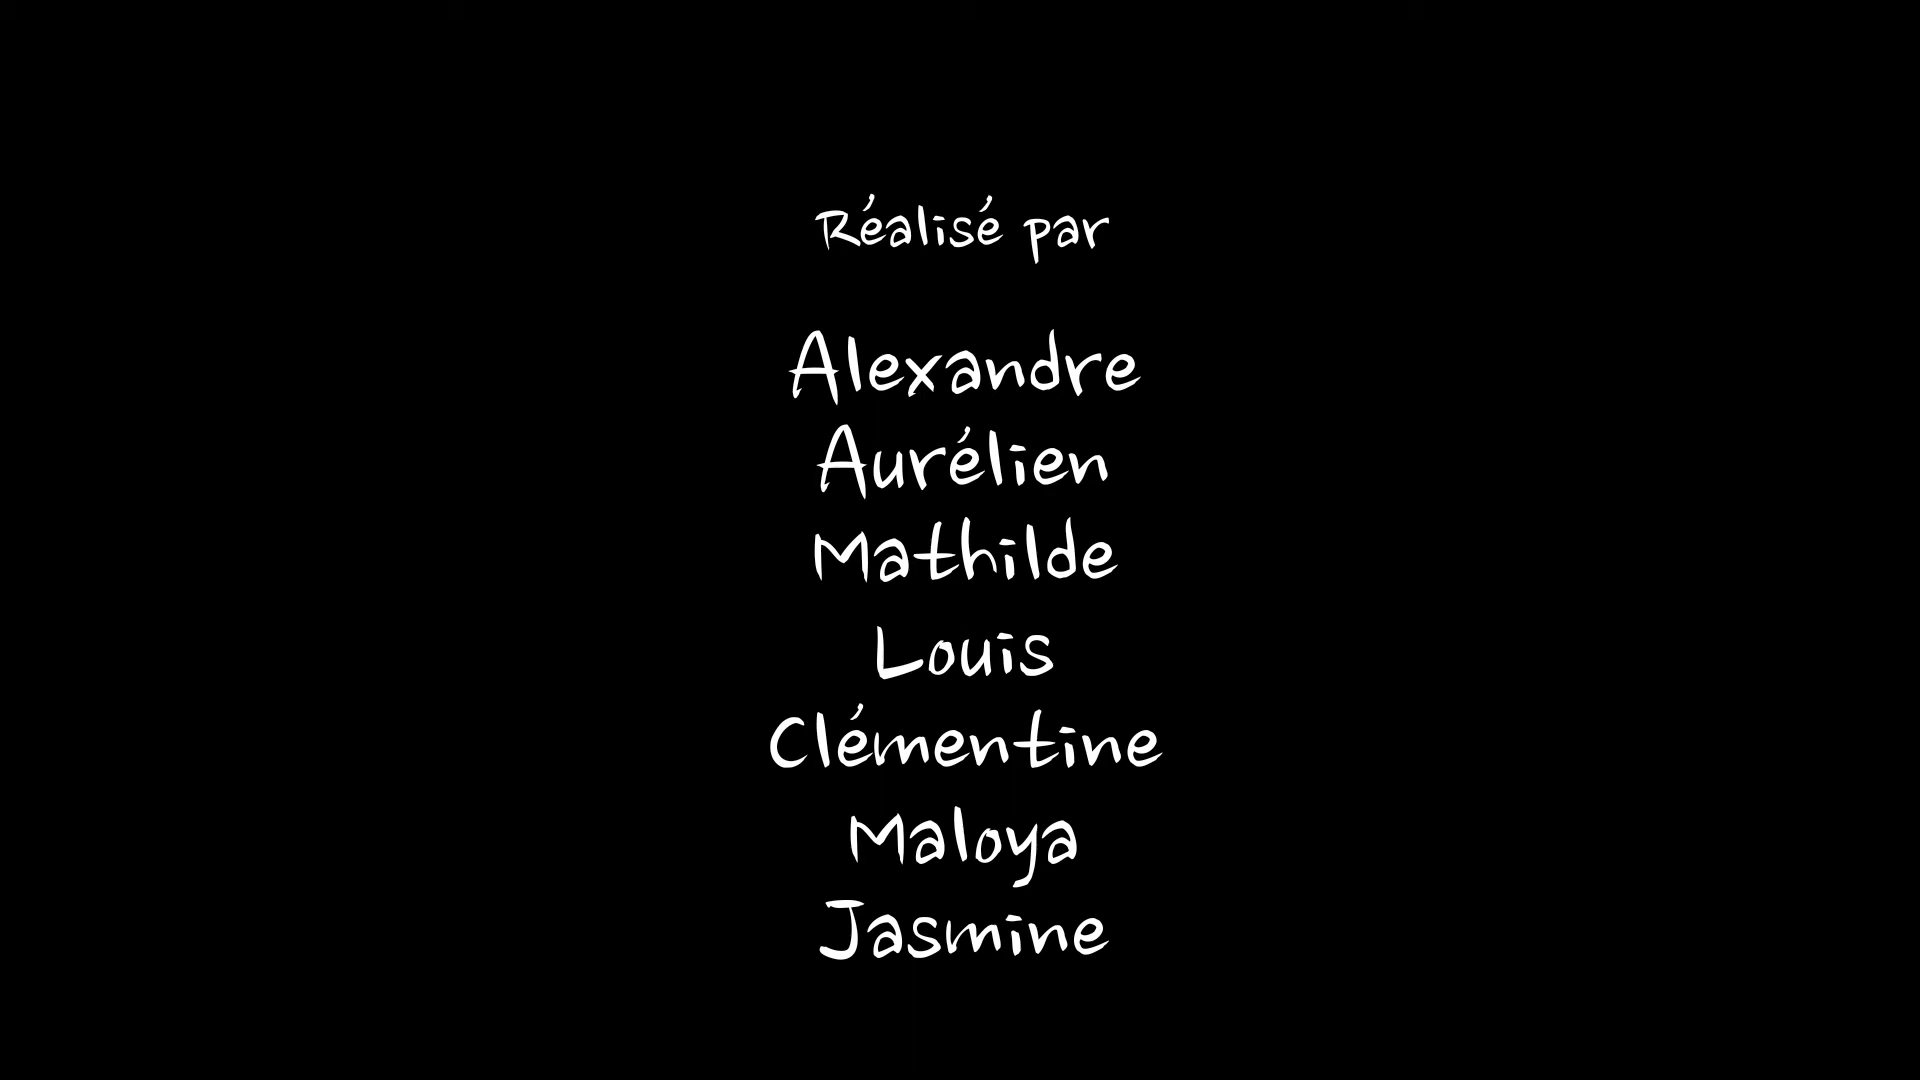 Réalisé par
Alexandre
Aurélien
Mathilde
Louis
Clémentine
Maloya
Jasmine